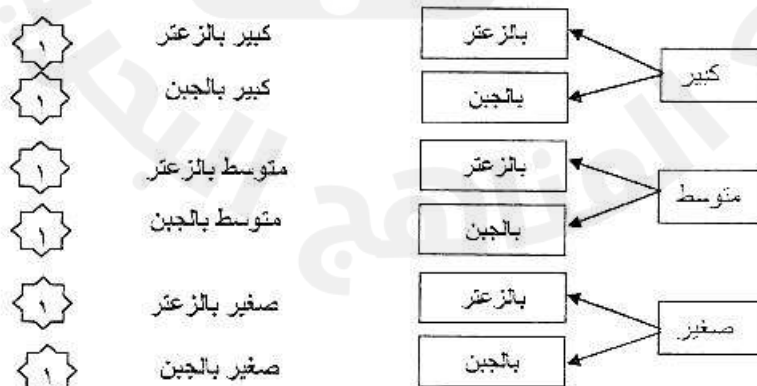 كبير بالزعتر كبير بالزعتر ١
بالجبن كبير بالجبن ١
متوسط بالزعتر متوسط بالزعتر ١
بالجبن متوسط بالجبن ١
صغير بالزعتر صغير بالزعتر ١
بالجبن صغير بالجبن ١
المناهج